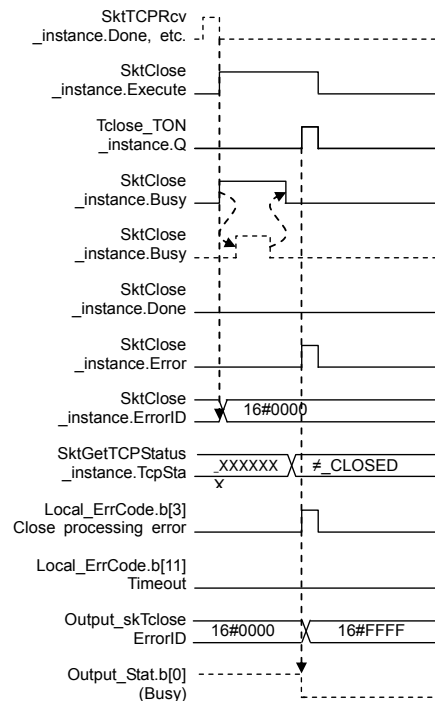 SktTCPRcv
_instance.Done, etc.
SktClose
_instance.Execute
Tclose_TON
_instance.Q
SktClose
_instance.Busy
SktClose
_instance.Busy
SktClose
_instance.Done
SktClose
_instance.Error
SktClose
_instance.ErrorID
16#0000
SktGetTCPStatus
_instance.TcpSta
_XXXXXX
X
≠_CLOSED
Local_ErrCode.b[3]
Close processing error
Local_ErrCode.b[11]
Timeout
Output_skTclose
ErrorID
16#0000
16#FFFF
Output_Stat.b[0]
(Busy)